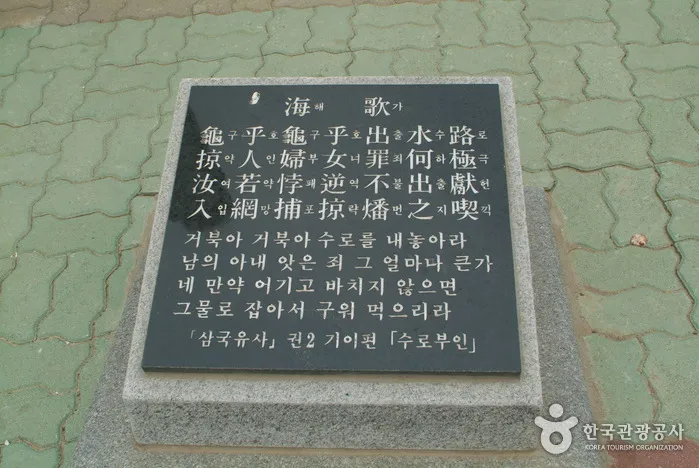 海해 歌가
龜구乎호龜구乎호出출水수路로
掠약人인婦부女녀罪죄何하極극
汝여若약悖패逆역不불出출獻헌
入입網망捕포掠략燔번之지喫끽
거북아 거북아 수로를 내놓아라
남의 아내 앗은 죄 그 얼마나 큰가
네 만약 어기고 바치지 않으면
그물로 잡아서 구워 먹으리라
「삼국유사」 권2 기이편 「수로부인」
한국관광공사
KOREA TOURISM ORGANIZATION